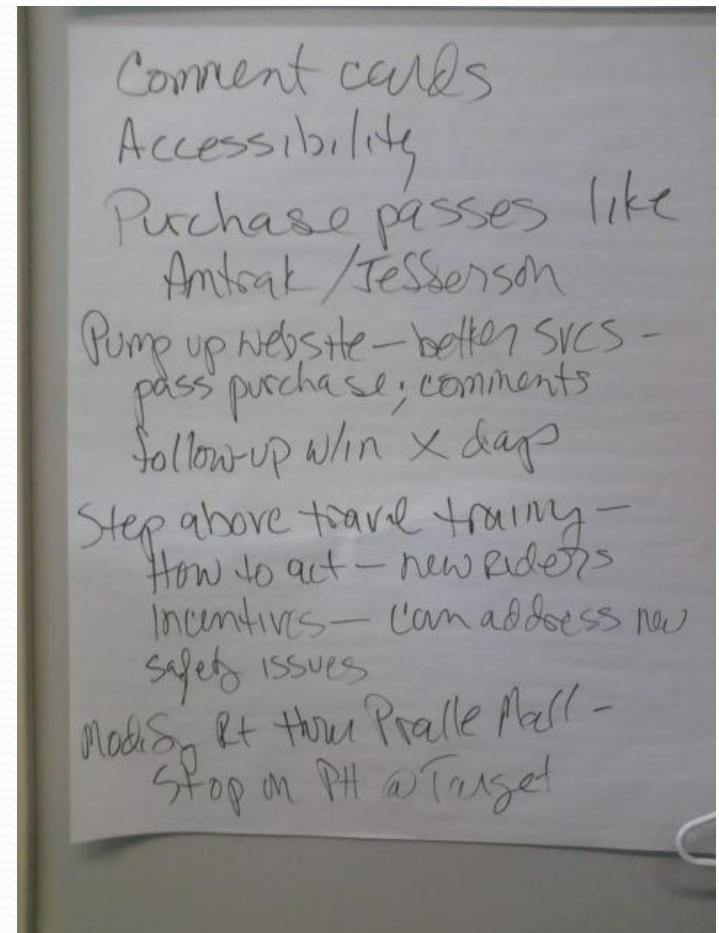 Comment cards
Accessibility
Purchase passes like
Amtrak / Jefferson
Pump up website – better svcs –
pass purchase; comments
follow-up w/in X days
Step above travel training –
How to act – new Riders
Incentives – Can address new
safety issues
Modify Rt thru Mall –
Stop on PH @ Target